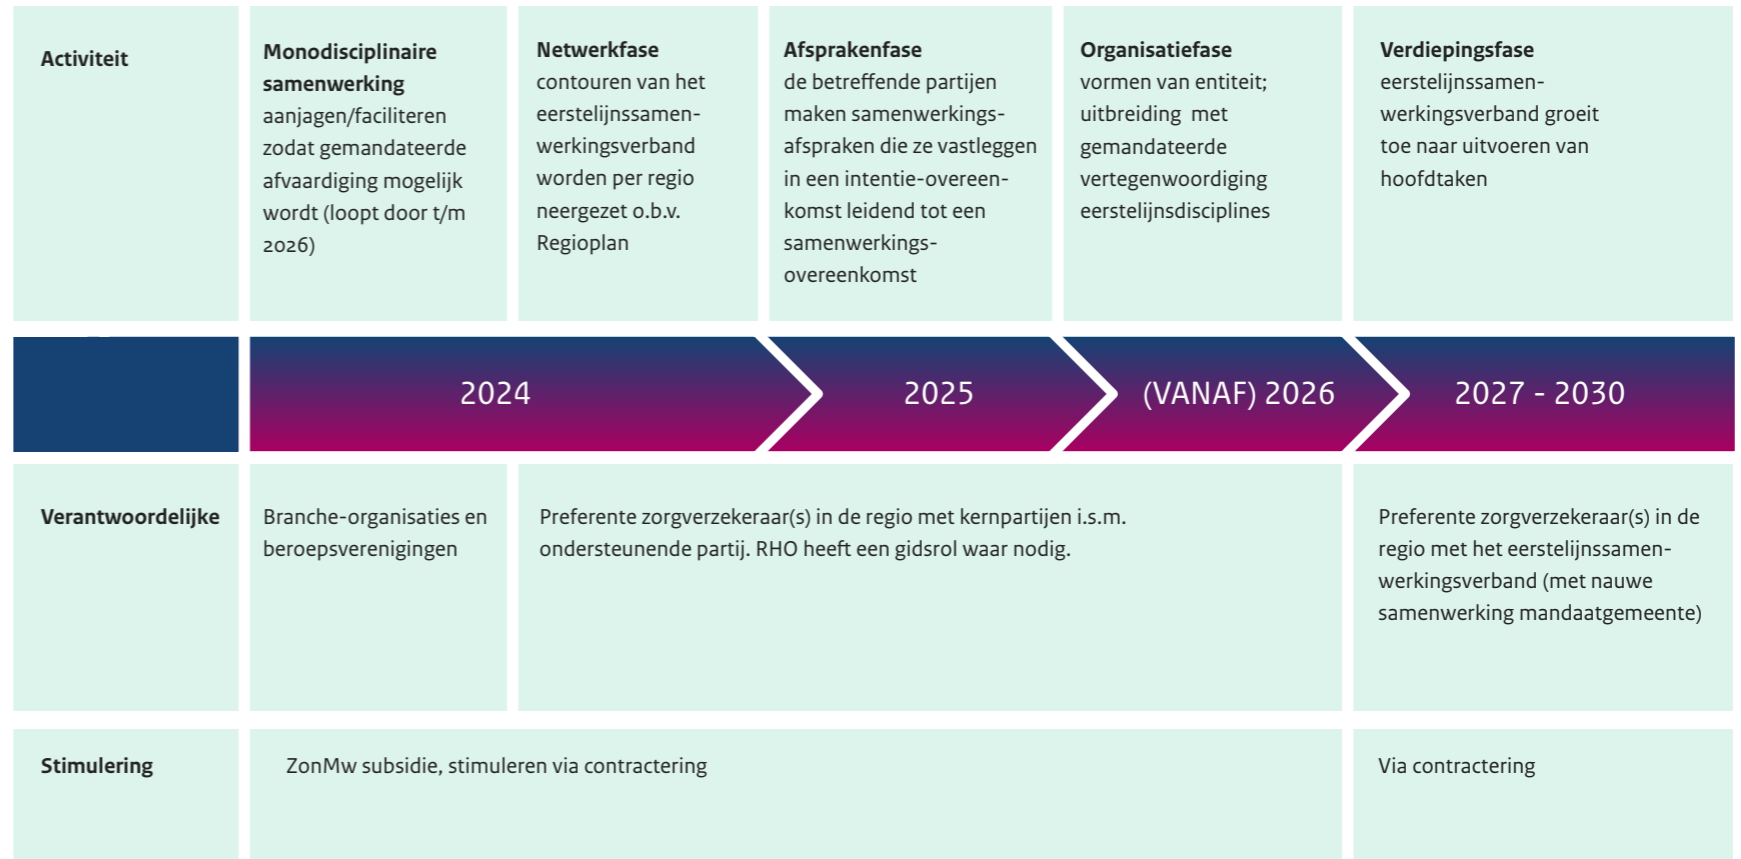 Activiteit
Monodisciplinaire
samenwerking
aanjagen/faciliteren
zodat gemandateerde
afvaardiging mogelijk
wordt (loopt door t/m
2026)
Netwerkfase
contouren van het
eerstelijnssamen-
werkingsverband
worden per regio
neergezet o.b.v.
Regioplan
Afsprakenfase
de betreffende partijen
maken samenwerkings-
afspraken die ze vastleggen
in een intentie-overeen-
komst leidend tot een
samenwerkings-
overeenkomst
Organisatiefase
vormen van entiteit;
uitbreiding met
gemandateerde
vertegenwoordiging
eerstelijnsdisciplines
Verdiepingsfase
eerstelijnssamen-
werkingsverband groeit
toe naar uitvoeren van
hoofdtaken
2024
2025
(VANAF) 2026
2027 - 2030
Verantwoordelijke
Branche-organisaties en
beroepsverenigingen
Preferente zorgverzekeraar(s) in de regio met kernpartijen i.s.m.
ondersteunende partij. RHO heeft een gidsrol waar nodig.
Preferente zorgverzekeraar(s) in de
regio met het eerstelijnssamen-
werkingsverband (met nauwe
samenwerking mandaatgemeente)
Stimulering
ZonMw subsidie, stimuleren via contractering
Via contractering